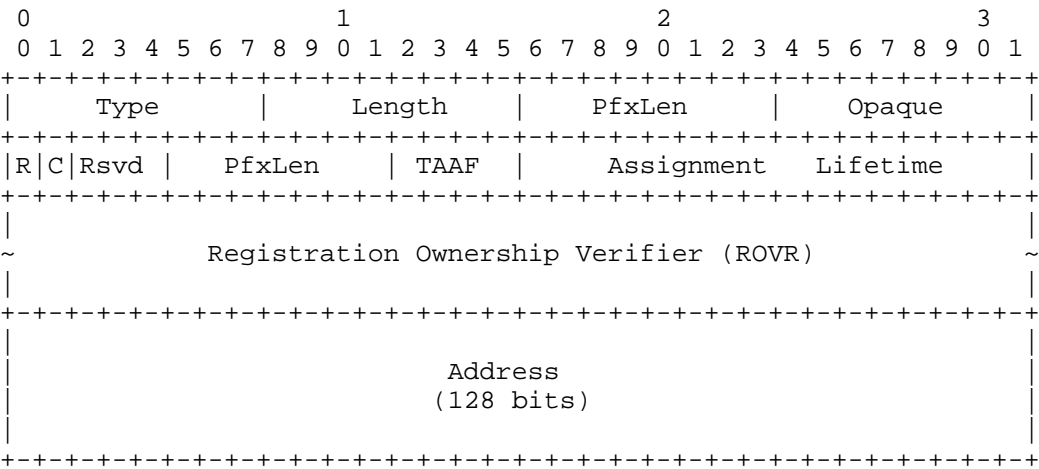 0                   1                   2                   3
 0 1 2 3 4 5 6 7 8 9 0 1 2 3 4 5 6 7 8 9 0 1 2 3 4 5 6 7 8 9 0 1
+-+-+-+-+-+-+-+-+-+-+-+-+-+-+-+-+-+-+-+-+-+-+-+-+-+-+-+-+-+-+-+-+
|     Type      |     Length    |    PfxLen     |    Opaque     |
+-+-+-+-+-+-+-+-+-+-+-+-+-+-+-+-+-+-+-+-+-+-+-+-+-+-+-+-+-+-+-+-+
|R|C|Rsvd |   PfxLen    | TAAF  |     Assignment   Lifetime     |
+-+-+-+-+-+-+-+-+-+-+-+-+-+-+-+-+-+-+-+-+-+-+-+-+-+-+-+-+-+-+-+-+
|                                                               |
~            Registration Ownership Verifier (ROVR)             ~
|                                                               |
+-+-+-+-+-+-+-+-+-+-+-+-+-+-+-+-+-+-+-+-+-+-+-+-+-+-+-+-+-+-+-+-+
|                                                               |
|                           Address                             |
|                          (128 bits)                           |
|                                                               |
+-+-+-+-+-+-+-+-+-+-+-+-+-+-+-+-+-+-+-+-+-+-+-+-+-+-+-+-+-+-+-+-+